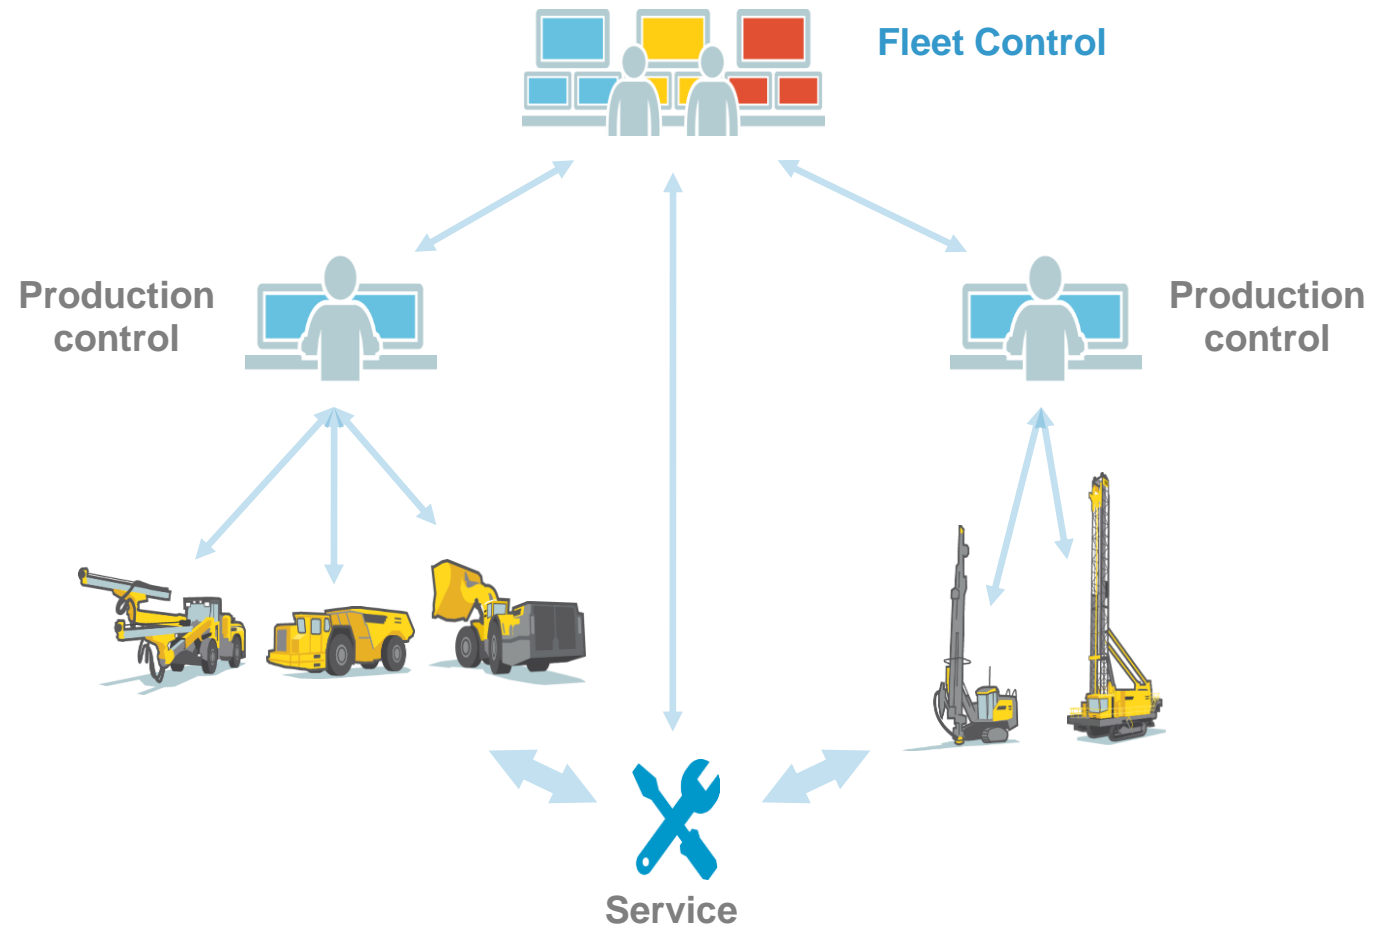 Fleet Control
Production
control
Production
control
Service